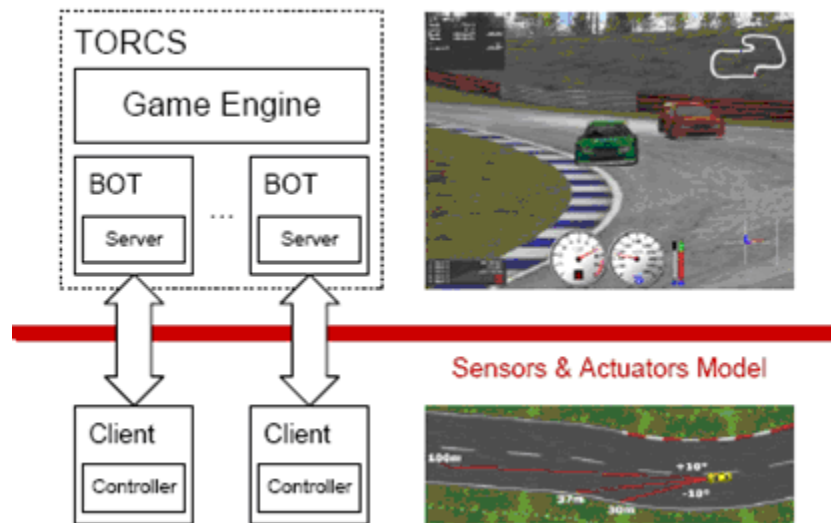 TORCS
Game Engine
BOT
Server
...
BOT
Server
Sensors & Actuators Model
Client
Controller
Client
Controller
100m
+10°
37m
-10°
30m